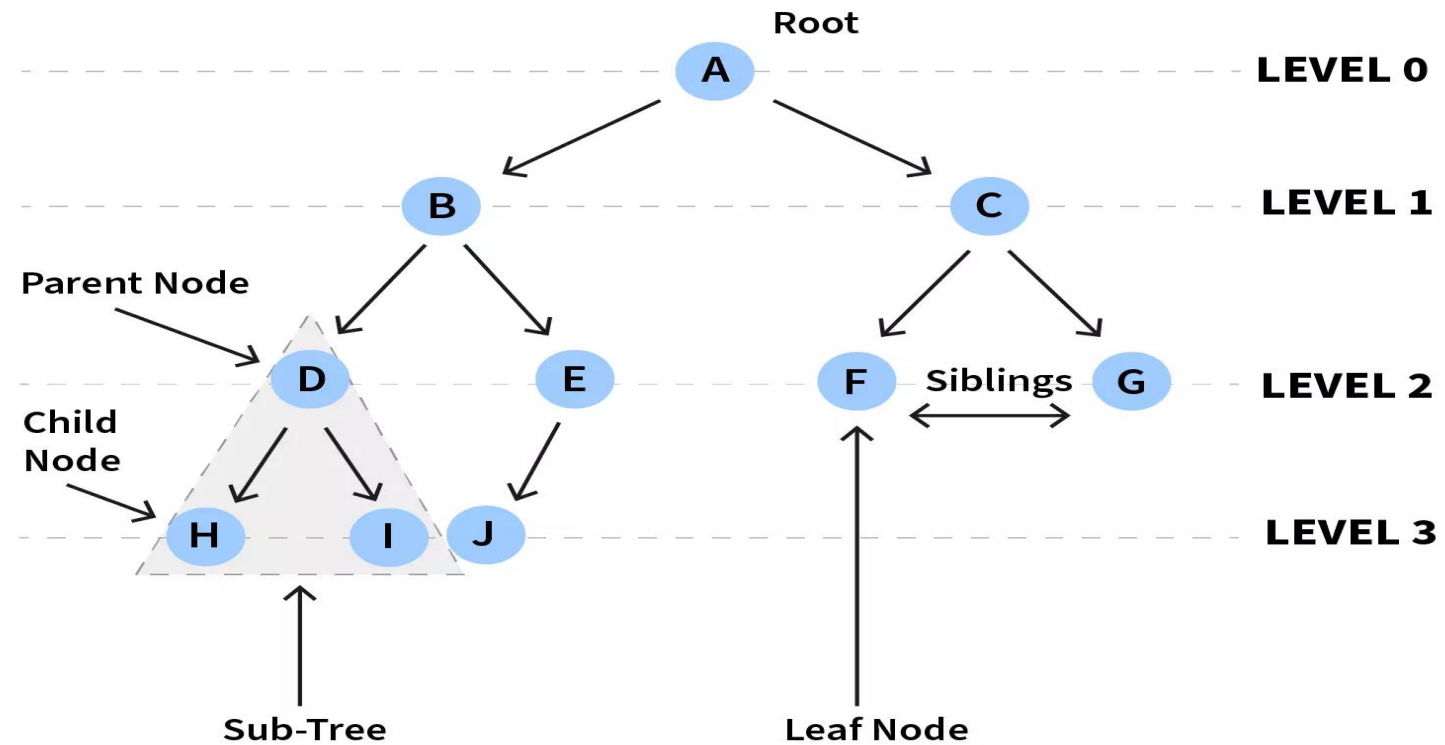 Root
A
LEVEL 0
B
C
LEVEL 1
Parent Node
D
E
F
Siblings
G
LEVEL 2
Child
Node
H
I
J
LEVEL 3
Sub-Tree
Leaf Node